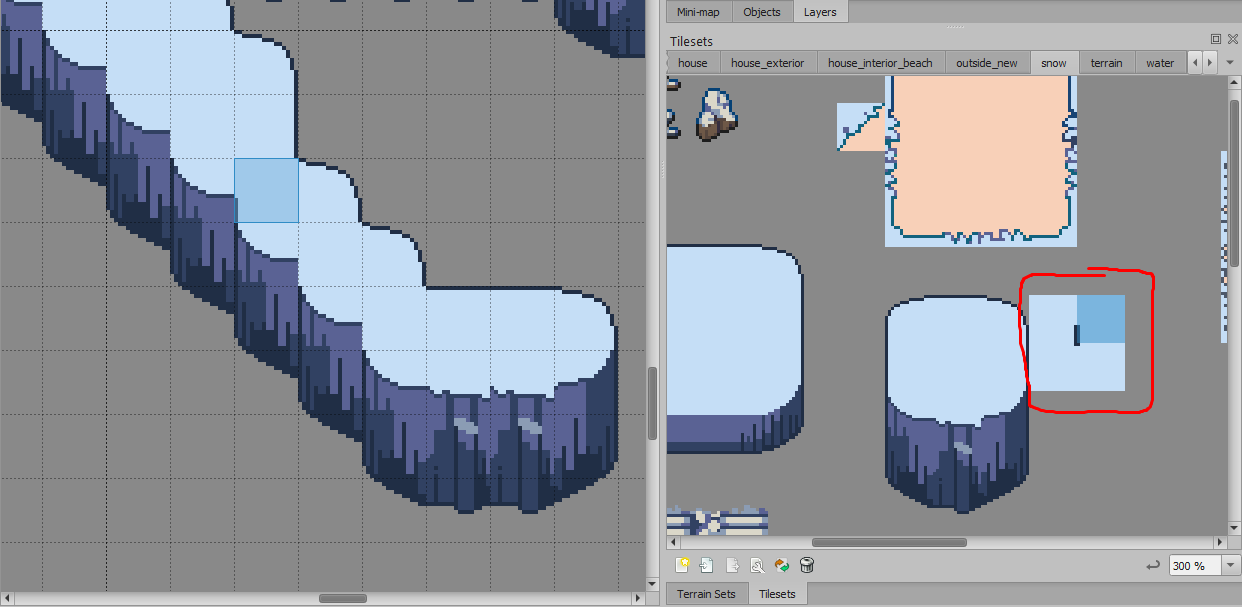 Mini-map Objects Layers
Tilesets
house house_exterior house_interior_beach outside_new snow terrain water
300 %
Terrain Sets Tilesets